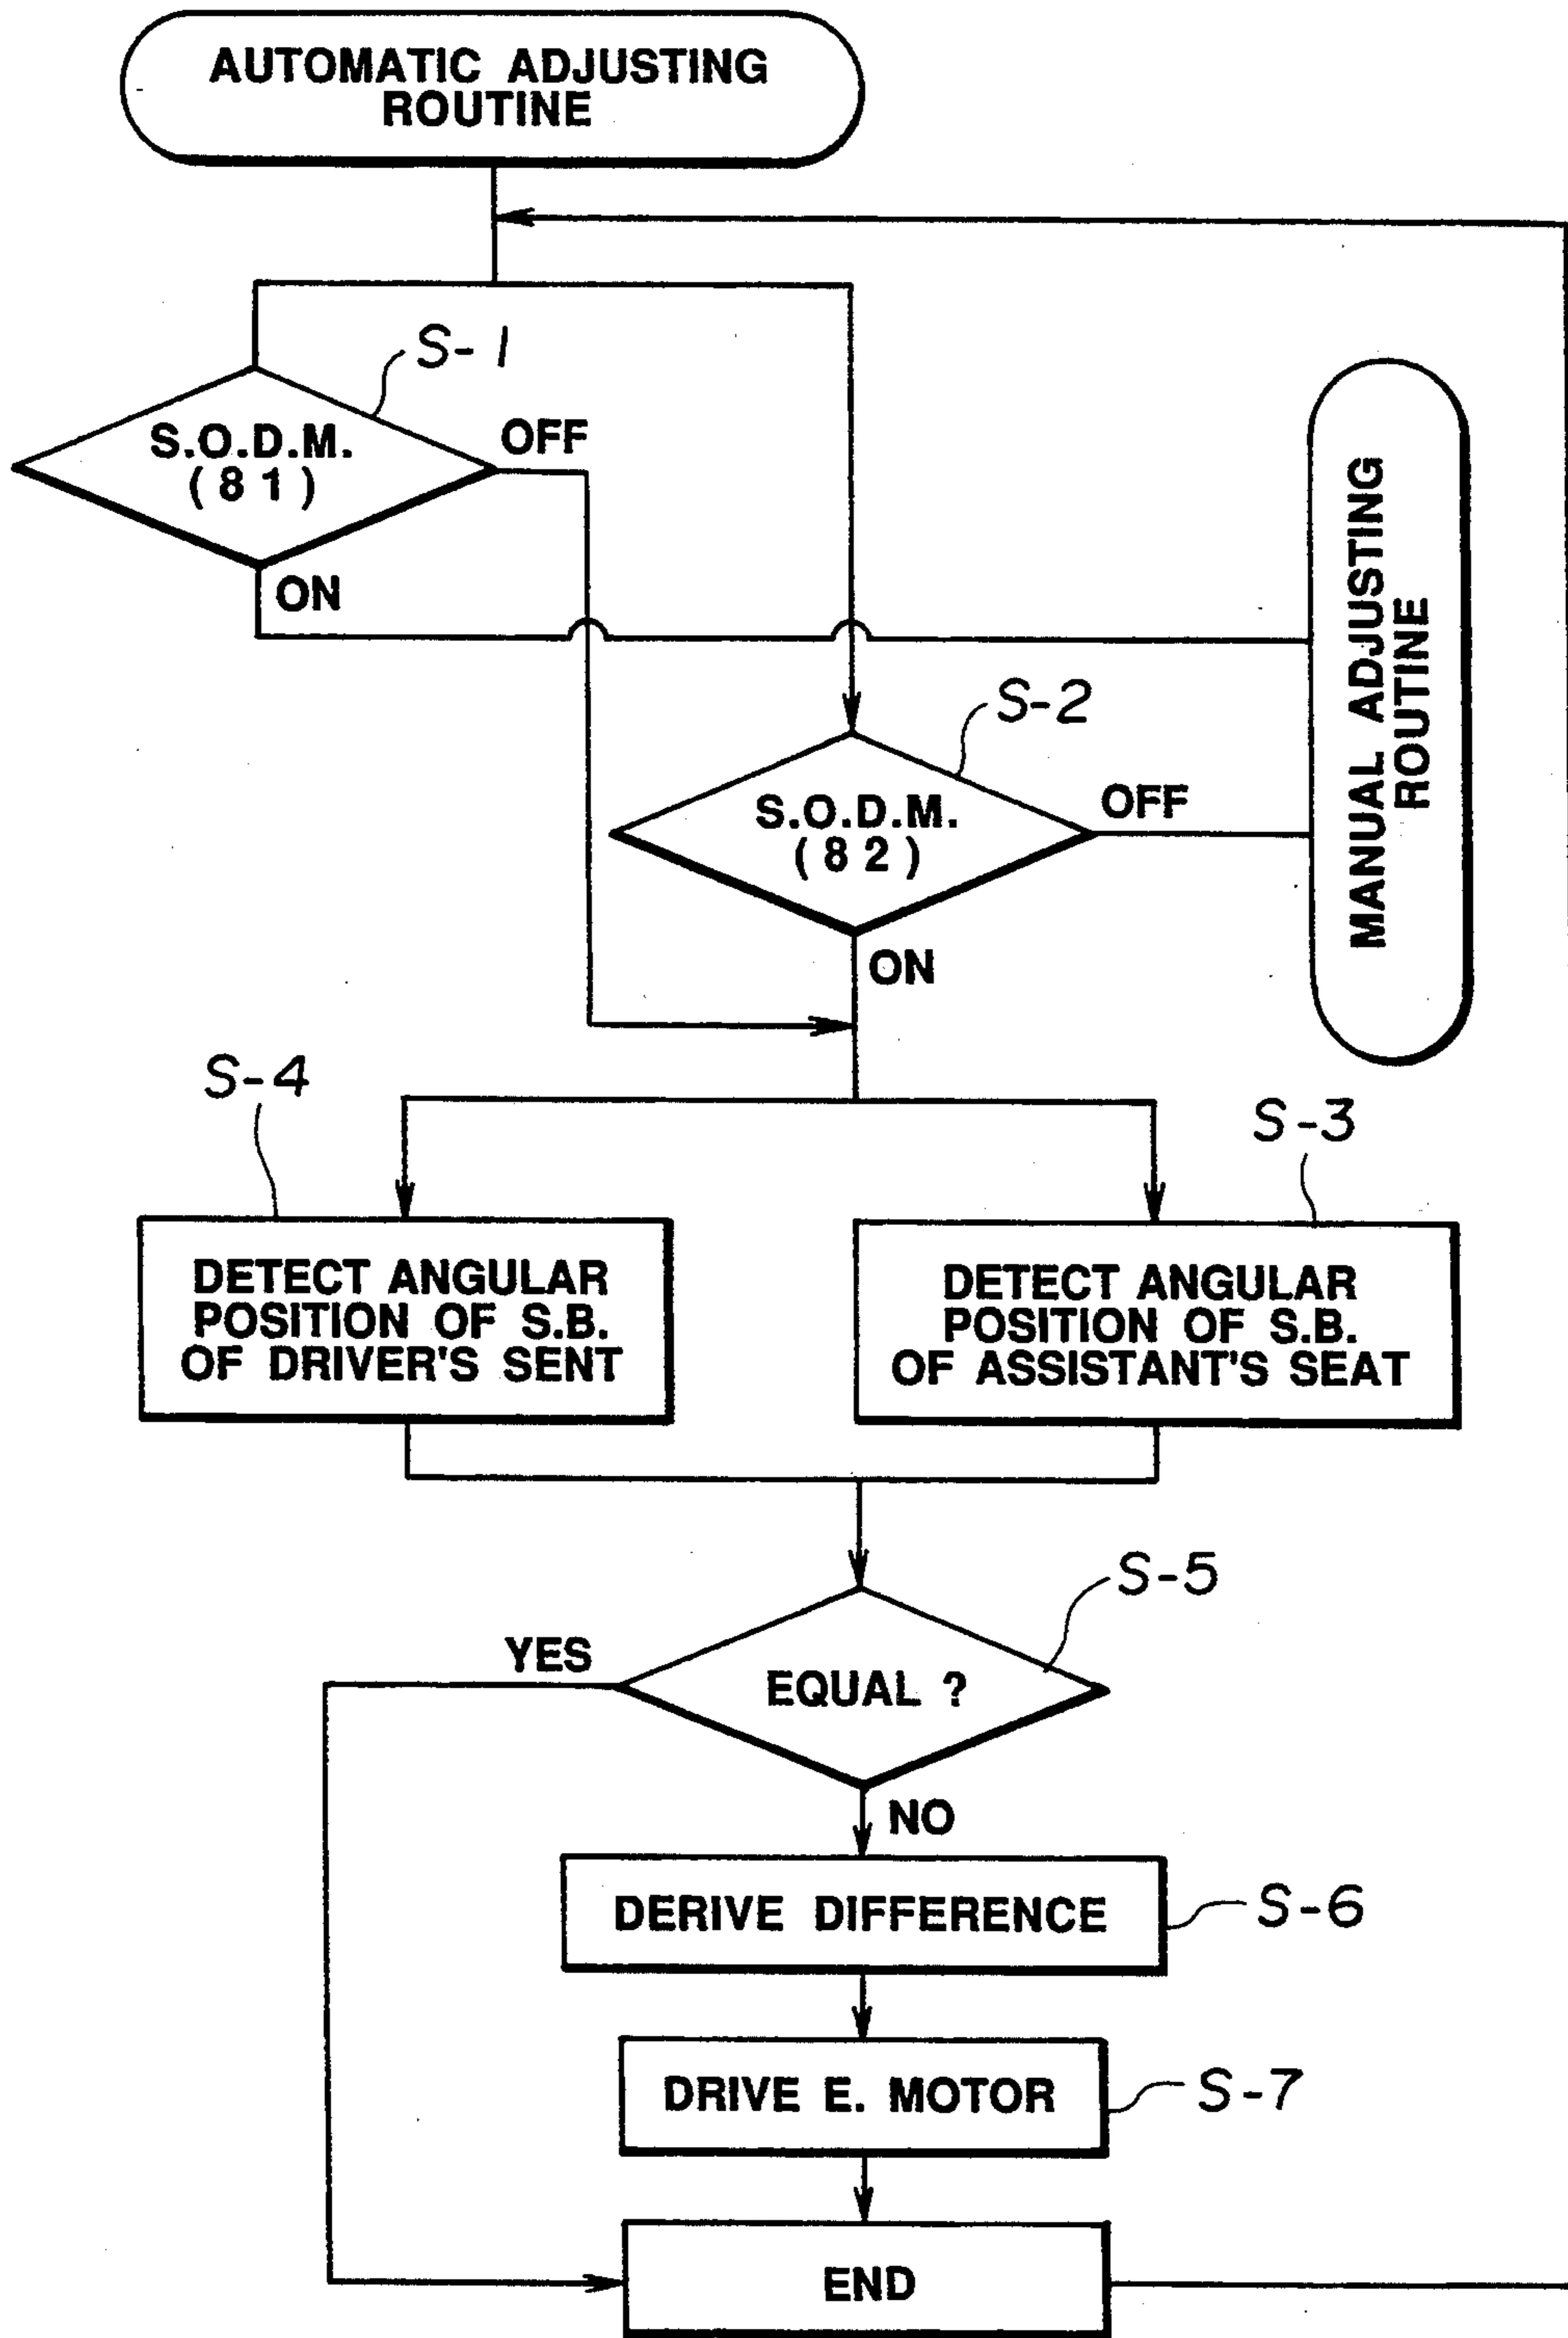 AUTOMATIC ADJUSTING
ROUTINE
S-1
S.O.D.M.
(81)
OFF
ON
MANUAL ADJUSTING
ROUTINE
S-2
S.O.D.M.
(82)
OFF
ON
S-4
S-3
DETECT ANGULAR
POSITION OF S.B.
OF DRIVER'S SENT
DETECT ANGULAR
POSITION OF S.B.
OF ASSISTANT'S SEAT
S-5
YES
EQUAL ?
NO
DERIVE DIFFERENCE
S-6
DRIVE E. MOTOR
S-7
END